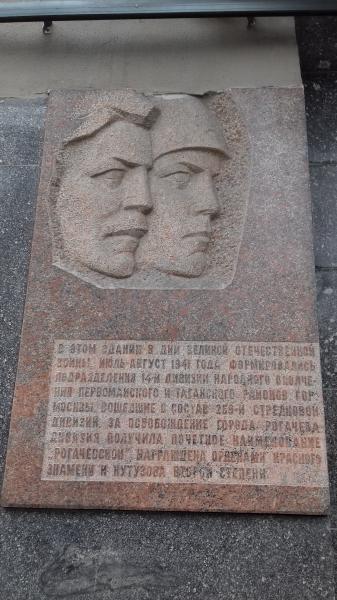 В ЭТОМ ЗДАНИИ В ДНИ ВЕЛИКОЙ ОТЕЧЕСТВЕННОЙ
ВОЙНЫ, ИЮЛЬ-АВГУСТ 1941 ГОДА ФОРМИРОВАЛИСЬ
ПОДРАЗДЕЛЕНИЯ 14-Й ДИВИЗИИ НАРОДНОГО ОПОЛЧЕ-
НИЯ ПЕРВОМАЙСКОГО И ТАГАНСКОГО РАЙОНОВ ГОР.
МОСКВЫ, ВОШЕДШИЕ В СОСТАВ 269-Й СТРЕЛКОВОЙ
ДИВИЗИИ. ЗА ОСВОБОЖДЕНИЕ ГОРОДА РОГАЧЕВА
ДИВИЗИЯ ПОЛУЧИЛА ПОЧЕТНОЕ НАИМЕНОВАНИЕ
"РОГАЧЕВСКОЙ", НАГРАЖДЕНА ОРДЕНАМИ КРАСНОГО
ЗНАМЕНИ И КУТУЗОВА ВТОРОЙ СТЕПЕНИ.